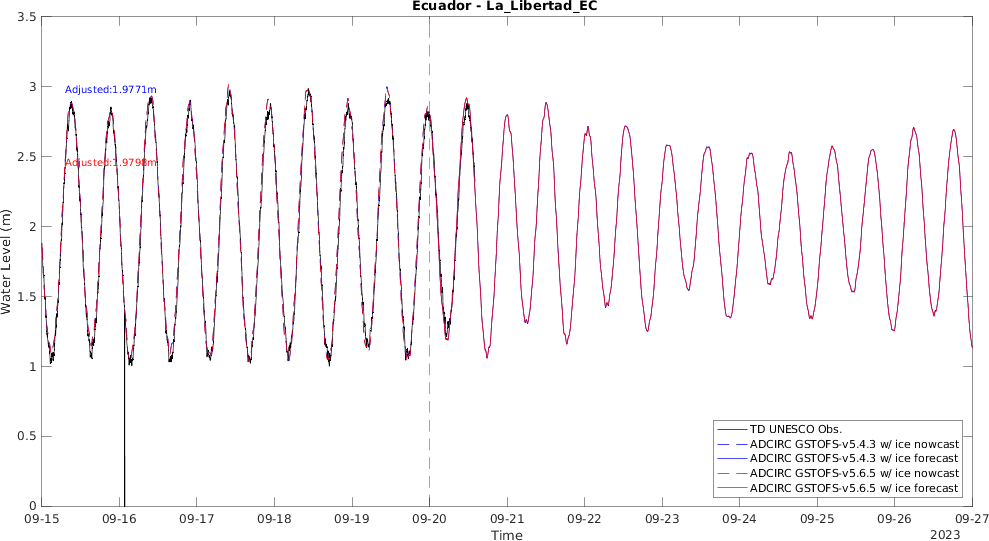 Ecuador - La_Libertad_EC
3.5
3
2.5
2
1.5
1
0.5
0
Water Level (m)
Adjusted:1.9771m
Adjusted:1.9798m
TD UNESCO Obs.
ADCIRC GSTOFS-v5.4.3 w/ ice nowcast
ADCIRC GSTOFS-v5.4.3 w/ ice forecast
ADCIRC GSTOFS-v5.6.5 w/ ice nowcast
ADCIRC GSTOFS-v5.6.5 w/ ice forecast
09-15 09-16 09-17 09-18 09-19 09-20 09-21 09-22 09-23 09-24 09-25 09-26 09-27
Time
2023